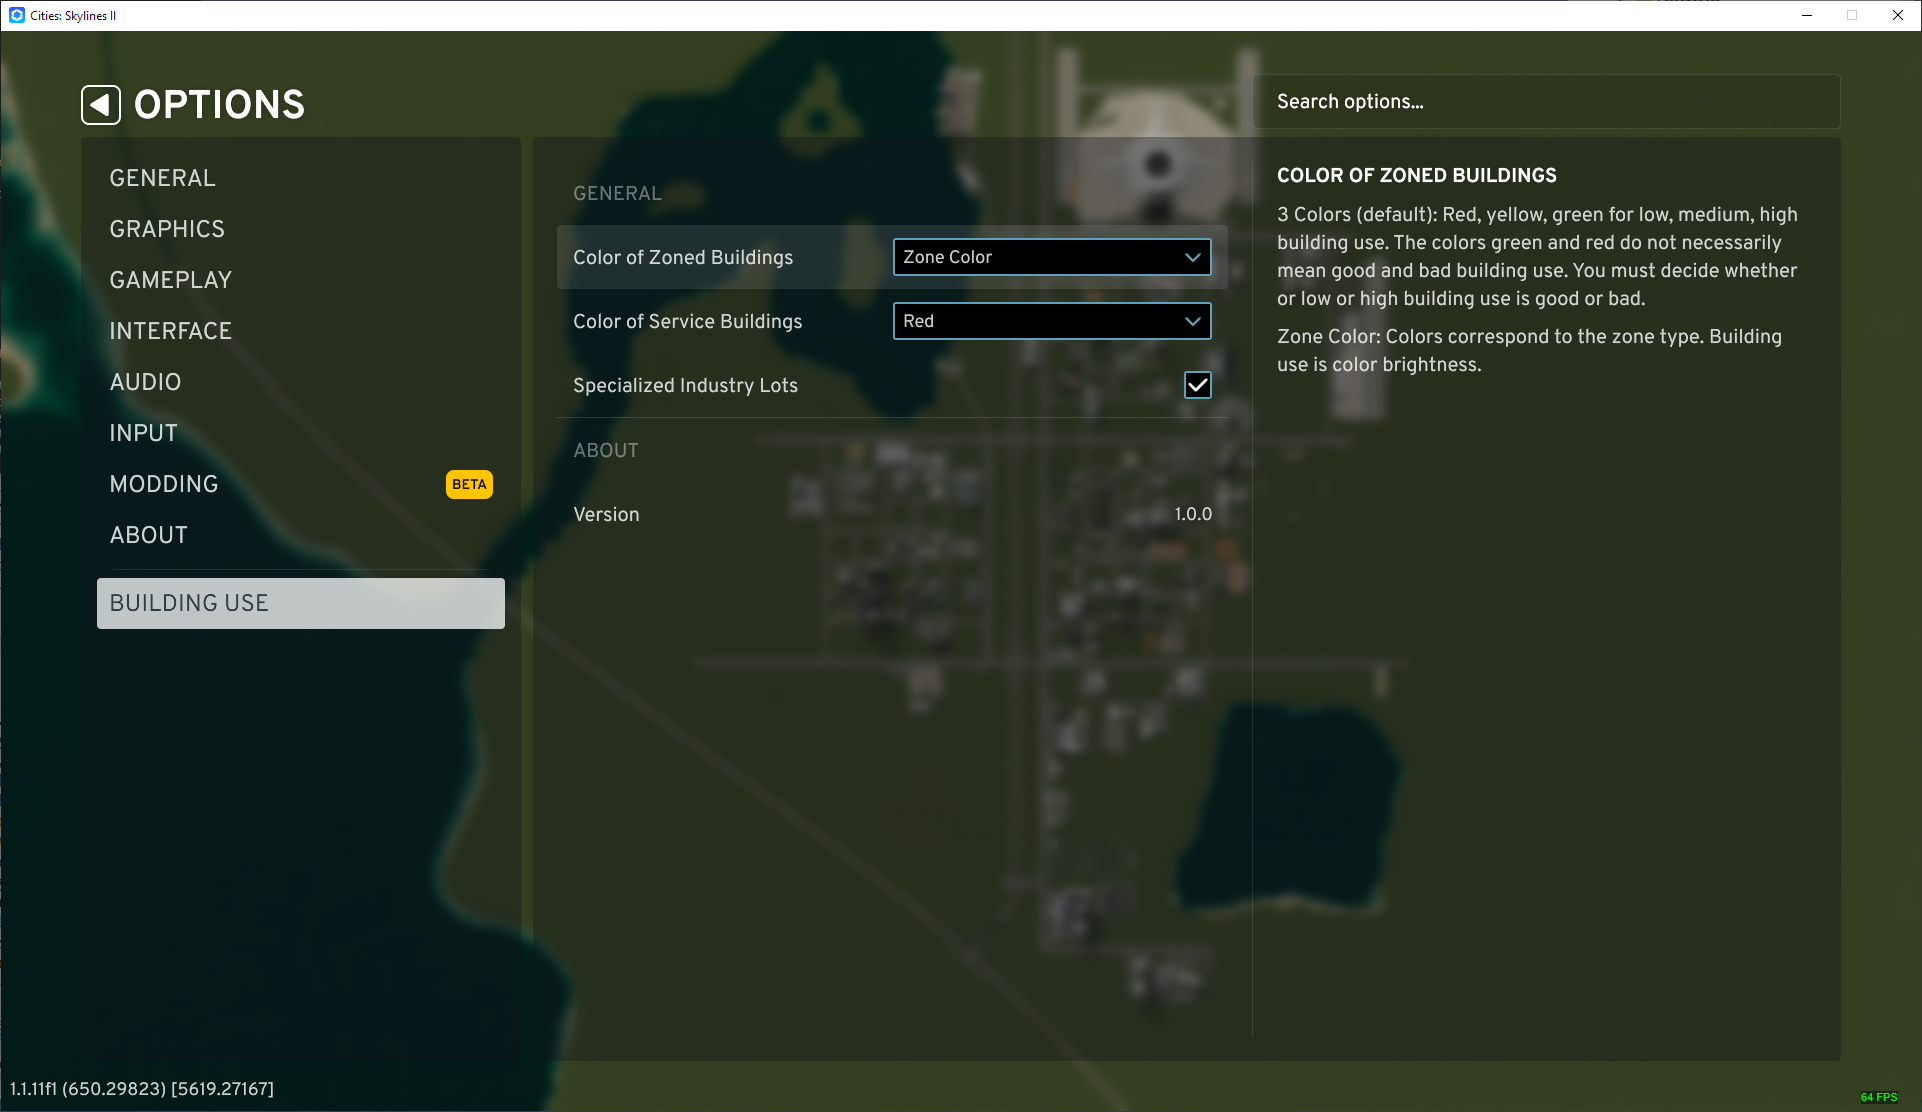 Cities: Skylines II
OPTIONS
Search options...
GENERAL
GRAPHICS
GAMEPLAY
INTERFACE
AUDIO
INPUT
MODDING
BETA
ABOUT
BUILDING USE
GENERAL
Color of Zoned Buildings
Zone Color
Color of Service Buildings
Red
Specialized Industry Lots
ABOUT
Version
1.0.0
COLOR OF ZONED BUILDINGS
3 Colors (default): Red, yellow, green for low, medium, high
building use. The colors green and red do not necessarily
mean good and bad building use. You must decide whether
or low or high building use is good or bad.
Zone Color: Colors correspond to the zone type. Building
use is color brightness.
1.1.11f1 (650.29823) [5619.27167]
64 FPS